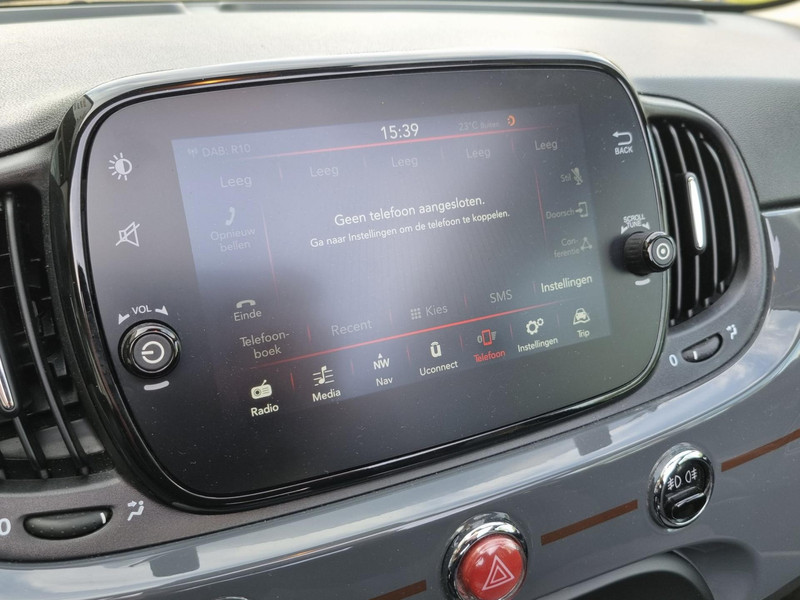 DAB: R10
15:39
23°C Buiten
BACK
Leeg
Leeg
Leeg
Leeg
Leeg
Opnieuw
bellen
Geen telefoon aangesloten.
Ga naar Instellingen om de telefoon te koppelen.
Stil
Doorsch
Con-
ferentie
SCROLL
TUNE
VOL
Einde
Telefoon-
boek
Recent
Kies
SMS
Instellingen
Radio
Media
NW
Nav
Uconnect
Telefoon
Instellingen
Trip
0
0